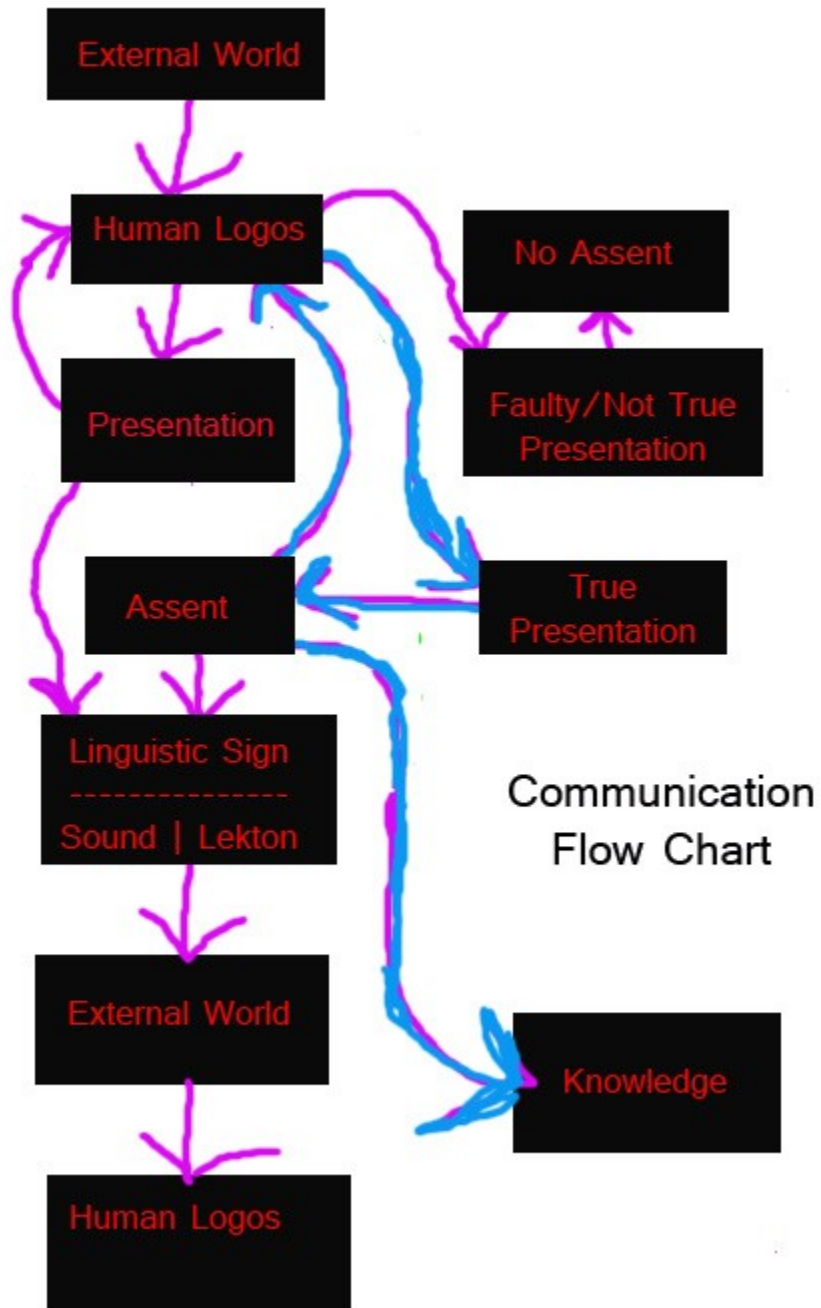 External World
Human Logos
No Assent
Presentation
Faulty/Not True
Presentation
Assent
True
Presentation
Linguistic Sign
---------------
Sound | Lekton
Communication
Flow Chart
External World
Knowledge
Human Logos